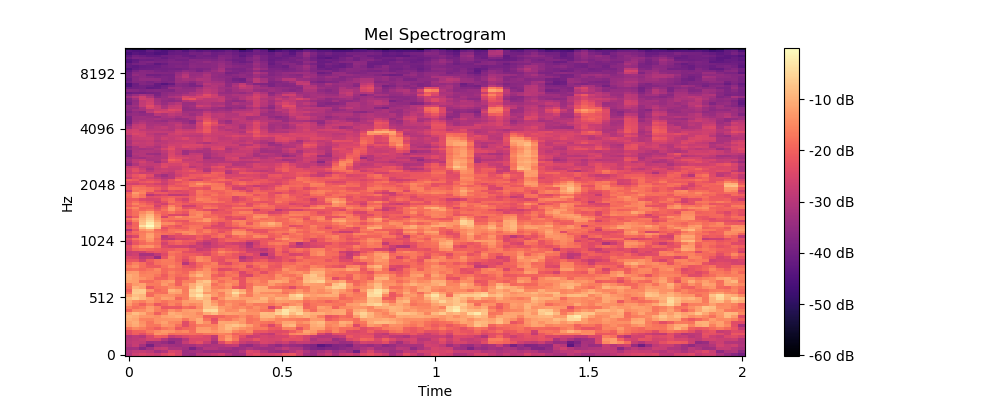 Mel Spectrogram
8192
4096
2048
1024
512
0
Hz
0 0.5 1 1.5 2
Time
-10 dB
-20 dB
-30 dB
-40 dB
-50 dB
-60 dB